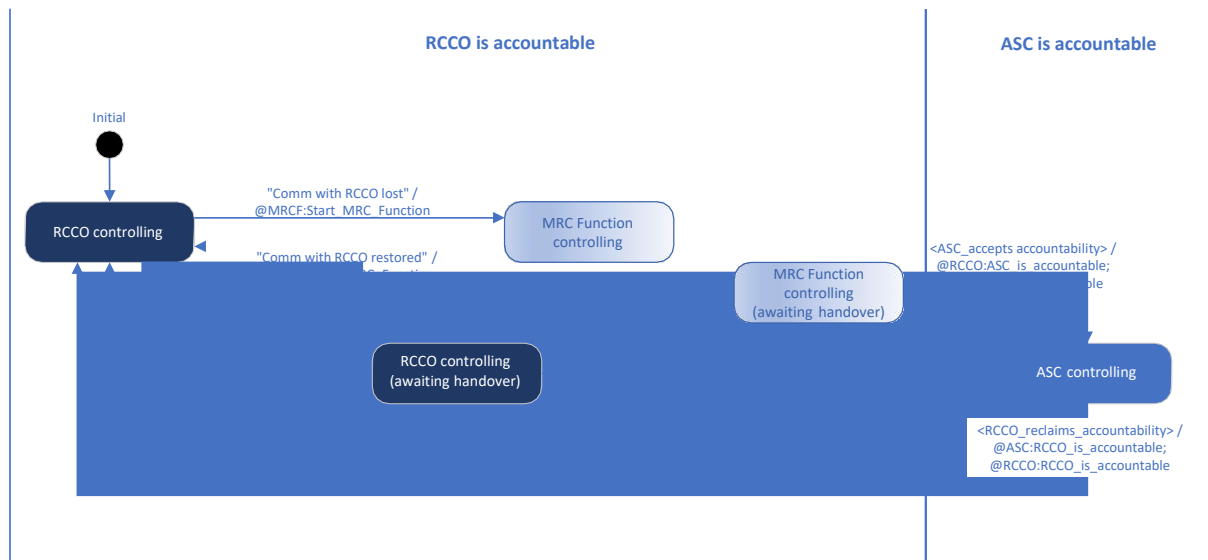 RCCO is accountable
ASC is accountable
Initial
"Comm with RCCO lost" /
@MRCF:Start_MRC_Function
RCCO controlling
MRC Function
controlling
"Comm with RCCO restored" /
<ASC_accepts accountability> /
@RCCO:ASC_is_accountable;
MRC Function
controlling
(awaiting handover)
RCCO controlling
(awaiting handover)
ASC controlling
<RCCO_reclaims_accountability> /
@ASC:RCCO_is_accountable;
@RCCO:RCCO_is_accountable